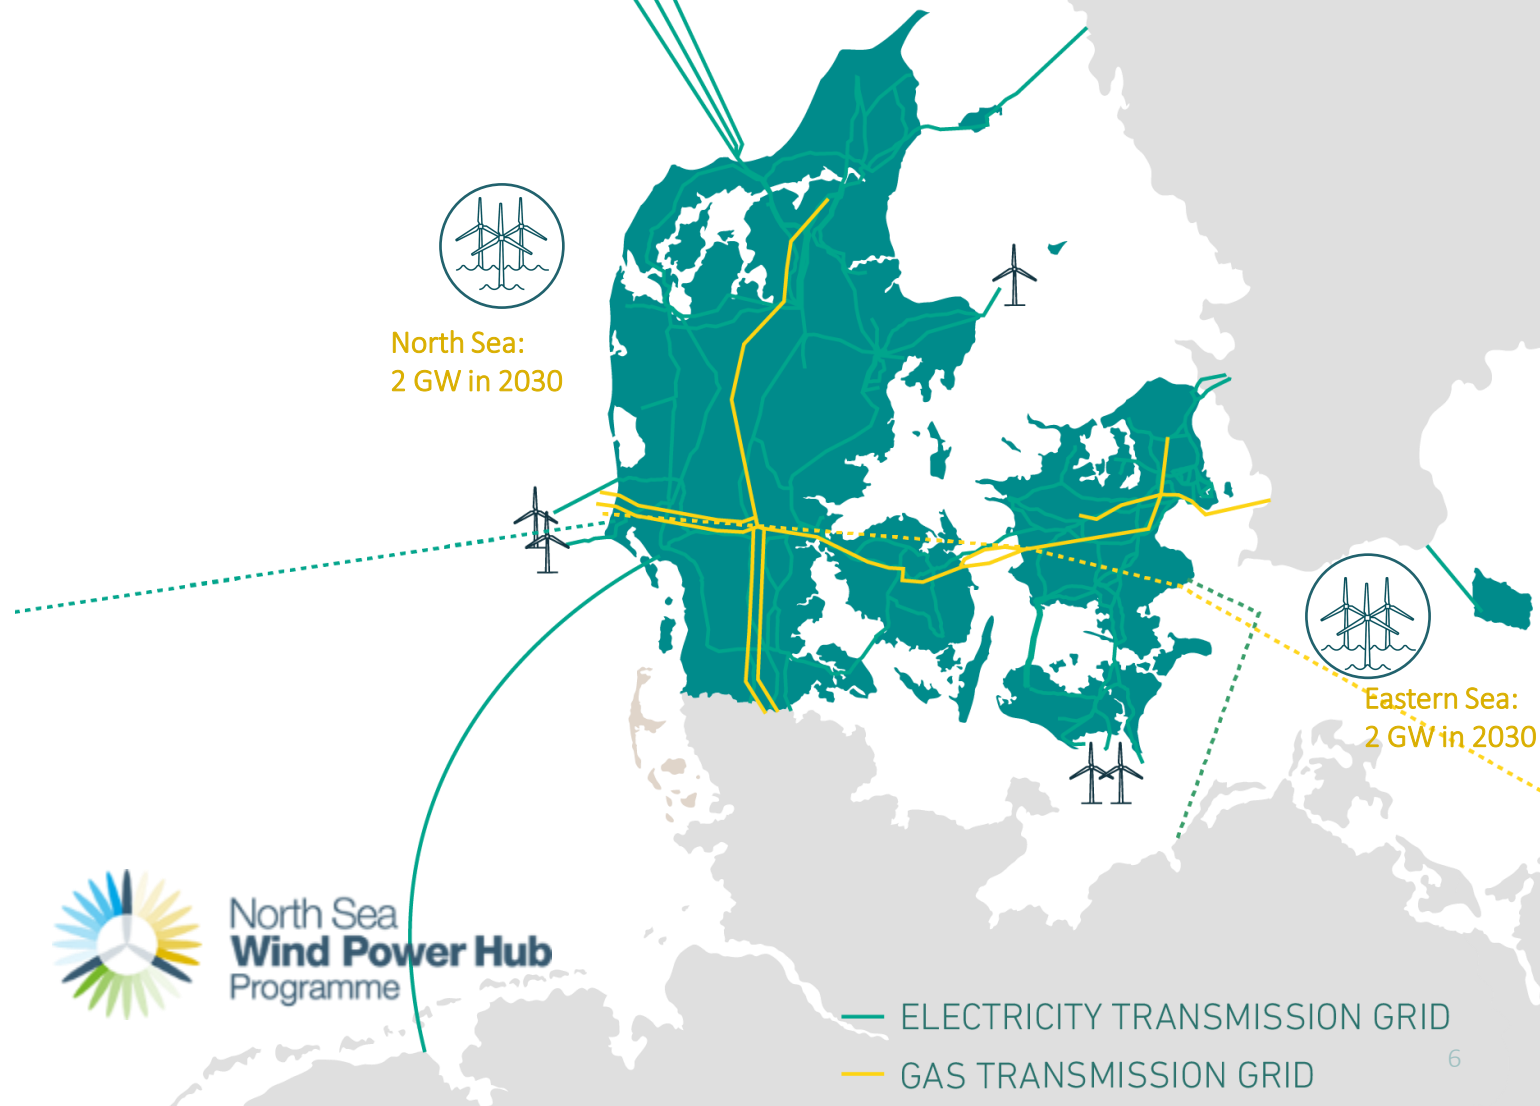 North Sea:
2 GW in 2030
Eastern Sea:
2 GW in 2030
North Sea
Wind Power Hub
Programme
ELECTRICITY TRANSMISSION GRID
GAS TRANSMISSION GRID
6